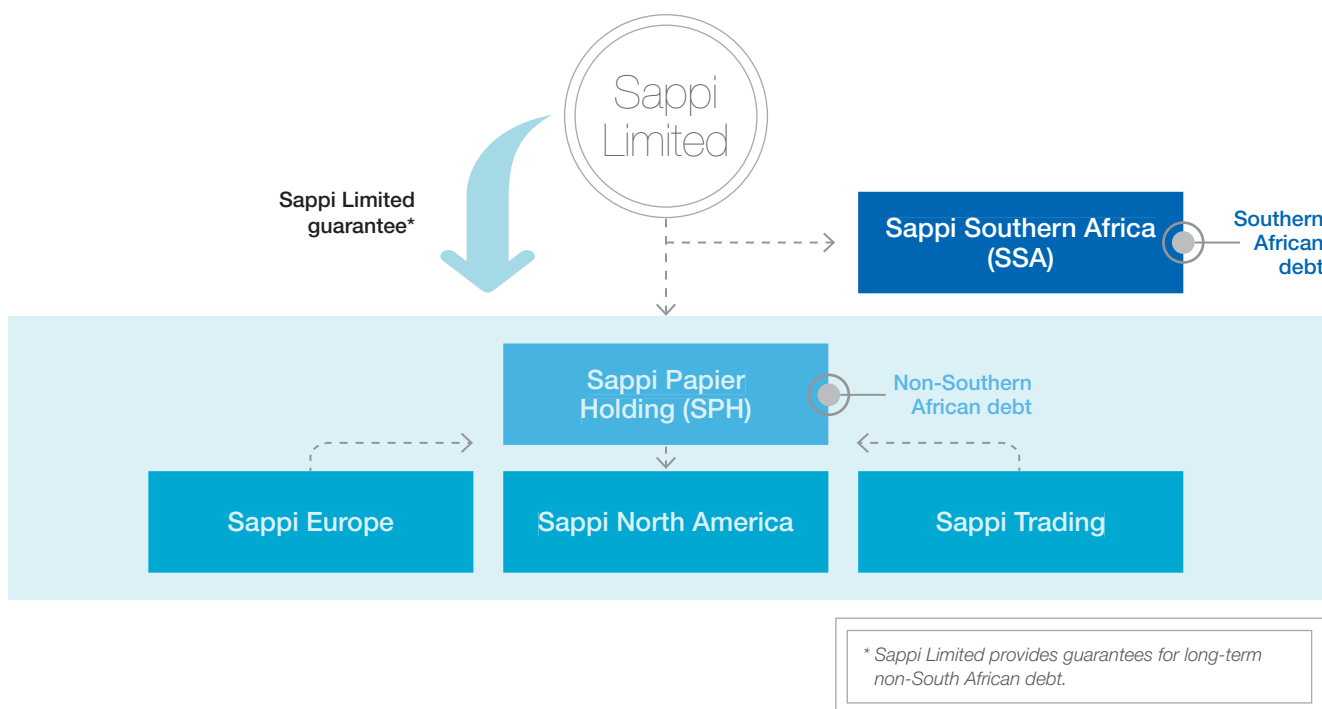 Sappi
Limited
Sappi Limited
guarantee*
Sappi Southern Africa
(SSA)
Southern
African
debt
Sappi Papier
Holding (SPH)
Non-Southern
African debt
Sappi Europe
Sappi North America
Sappi Trading
* Sappi Limited provides guarantees for long-term
non-South African debt.